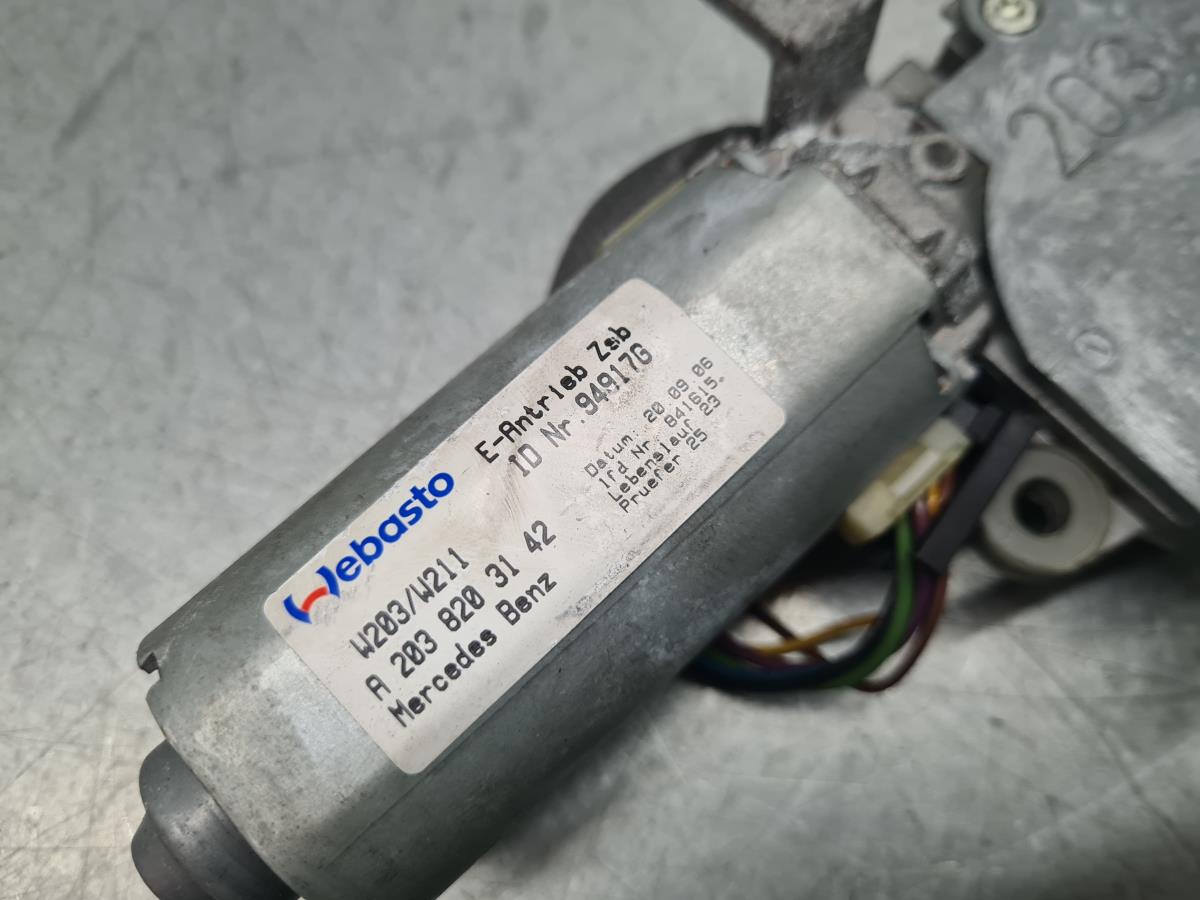 203
Webasto
E-Antrieb Zsb
ID Nr.94917G
W203/W211
A 203 820 31 42
Mercedes Benz
Datum 20 09 06
lfd Nr 841615.
Lebenslauf 23
Pruefer 25